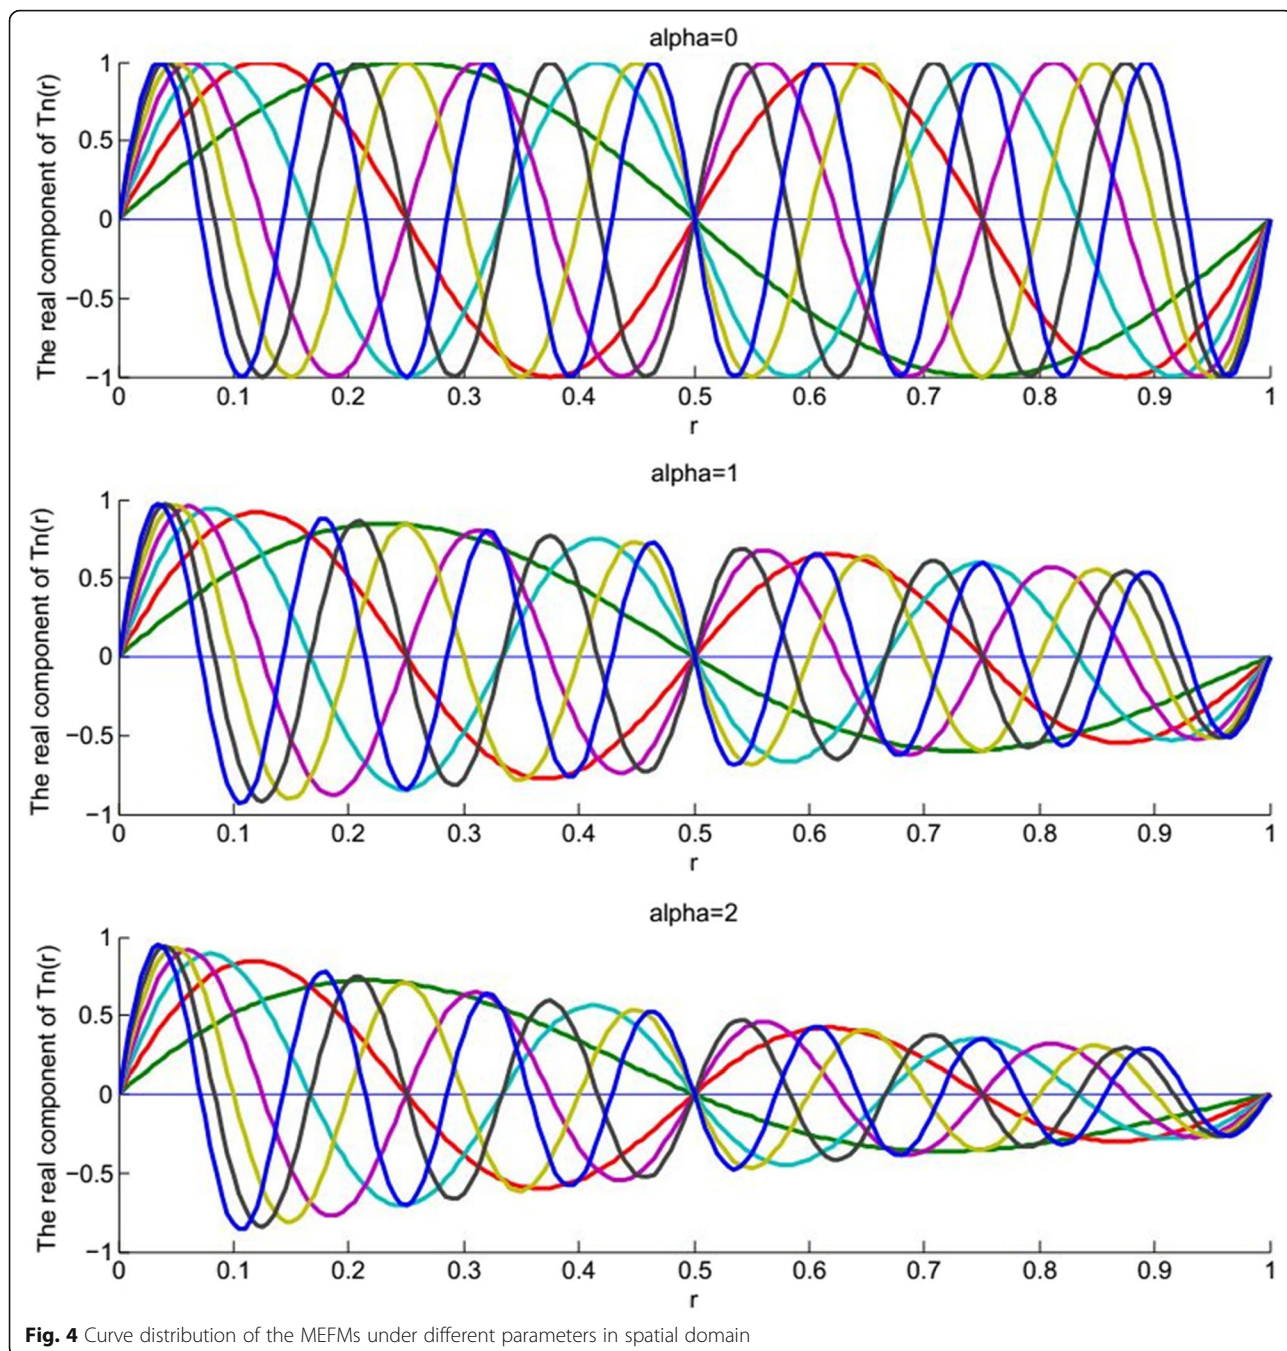 alpha=0
The real component of Tn(r)
1
0.5
0
−0.5
−1
0 0.1 0.2 0.3 0.4 0.5 0.6 0.7 0.8 0.9 1
r
alpha=1
The real component of Tn(r)
1
0.5
0
−0.5
−1
0 0.1 0.2 0.3 0.4 0.5 0.6 0.7 0.8 0.9 1
r
alpha=2
The real component of Tn(r)
1
0.5
0
−0.5
−1
0 0.1 0.2 0.3 0.4 0.5 0.6 0.7 0.8 0.9 1
r
Fig. 4 Curve distribution of the MEFMs under different parameters in spatial domain